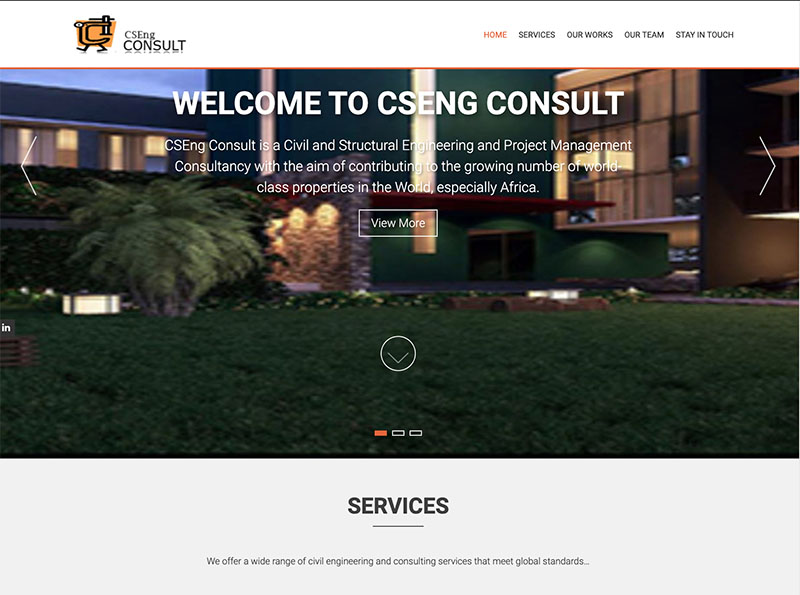 CSEng
CONSULT
HOME SERVICES OUR WORKS OUR TEAM STAY IN TOUCH
WELCOME TO CSENG CONSULT
CSEng Consult is a Civil and Structural Engineering and Project Management
Consultancy with the aim of contributing to the growing number of world-
class properties in the World, especially Africa.
View More
in
SERVICES
We offer a wide range of civil engineering and consulting services that meet global standards...